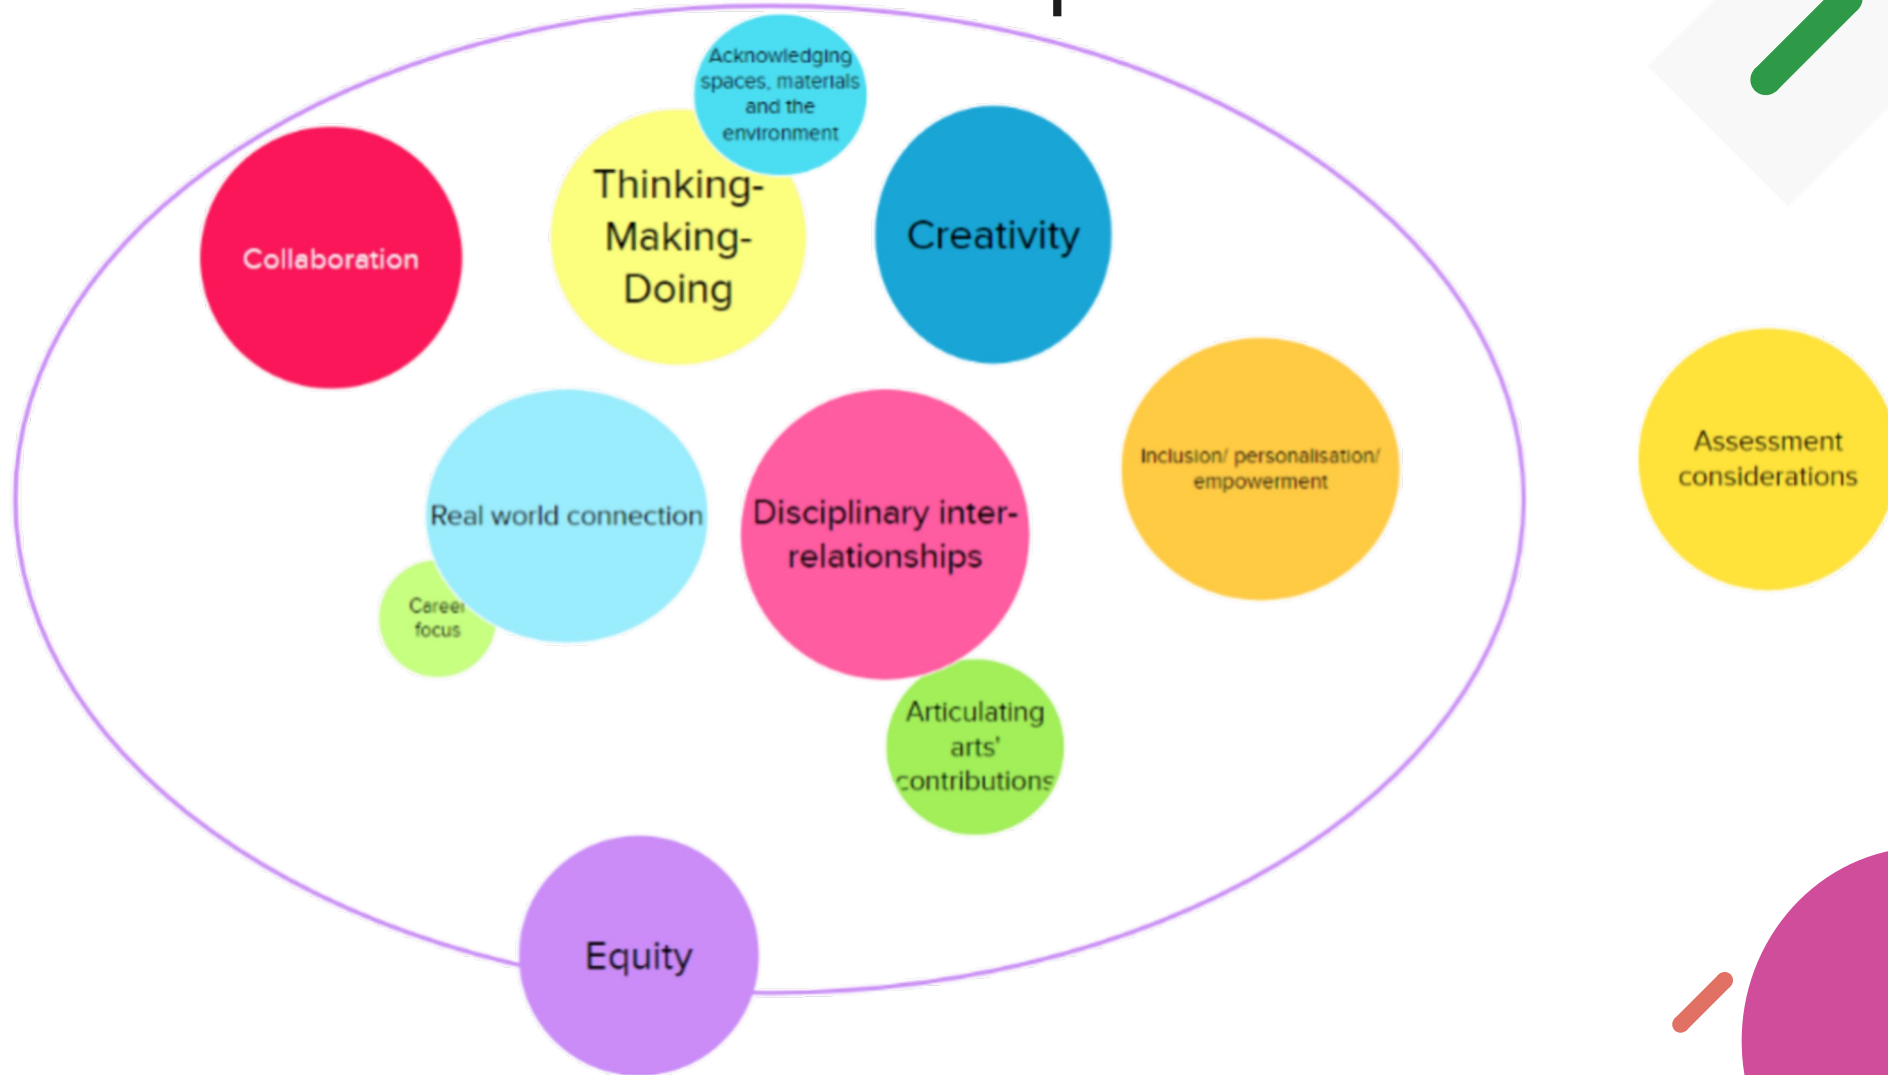 Acknowledging
spaces, materials
and the
environment
Collaboration
Thinking-
Making-
Doing
Creativity
Real world connection
Disciplinary inter-
relationships
Inclusion/ personalisation/
empowerment
Assessment
considerations
Career
focus
Articulating
arts'
contributions
Equity